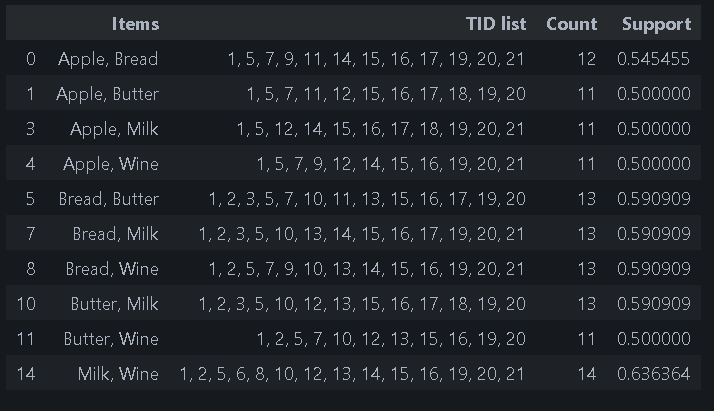 Items TID list Count Support
0 Apple, Bread 1, 5, 7, 9, 11, 14, 15, 16, 17, 19, 20, 21 12 0.545455
1 Apple, Butter 1, 5, 7, 11, 12, 15, 16, 17, 18, 19, 20 11 0.500000
3 Apple, Milk 1, 5, 12, 14, 15, 16, 17, 18, 19, 20, 21 11 0.500000
4 Apple, Wine 1, 5, 7, 9, 12, 14, 15, 16, 19, 20, 21 11 0.500000
5 Bread, Butter 1, 2, 3, 5, 7, 10, 11, 13, 15, 16, 17, 19, 20 13 0.590909
7 Bread, Milk 1, 2, 3, 5, 10, 13, 14, 15, 16, 17, 19, 20, 21 13 0.590909
8 Bread, Wine 1, 2, 5, 7, 9, 10, 13, 14, 15, 16, 19, 20, 21 13 0.590909
10 Butter, Milk 1, 2, 3, 5, 10, 12, 13, 15, 16, 17, 18, 19, 20 13 0.590909
11 Butter, Wine 1, 2, 5, 7, 10, 12, 13, 15, 16, 19, 20 11 0.500000
14 Milk, Wine 1, 2, 5, 6, 8, 10, 12, 13, 14, 15, 16, 19, 20, 21 14 0.636364